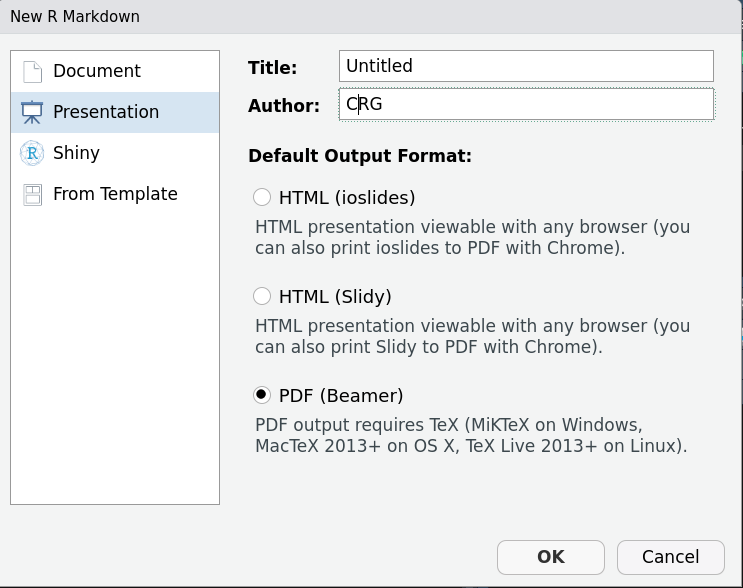 New R Markdown
Document
Presentation
R Shiny
From Template
Title: Untitled
Author: CRG
Default Output Format:
HTML (ioslides)
HTML presentation viewable with any browser (you
can also print ioslides to PDF with Chrome).
HTML (Slidy)
HTML presentation viewable with any browser (you
can also print Slidy to PDF with Chrome).
PDF (Beamer)
PDF output requires TeX (MiKTeX on Windows,
MacTeX 2013+ on OS X, TeX Live 2013+ on Linux).
OK Cancel